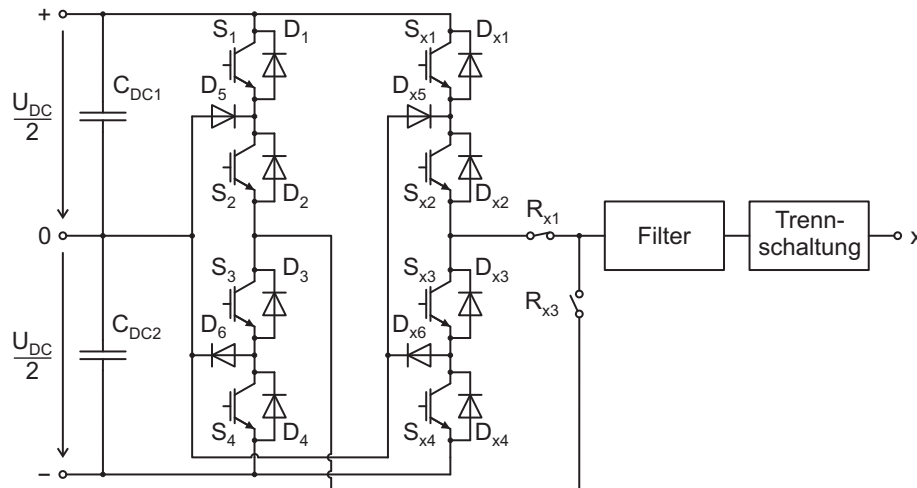 +
S1
D1
Sx1
Dx1
CDC1
D5
Dx5
UDC
2
S2
D2
Sx2
Dx2
Rx1
Filter
Trenn-
schaltung
x
0
S3
D3
Sx3
Dx3
Rx3
D6
Dx6
CDC2
UDC
2
S4
D4
Sx4
Dx4
-